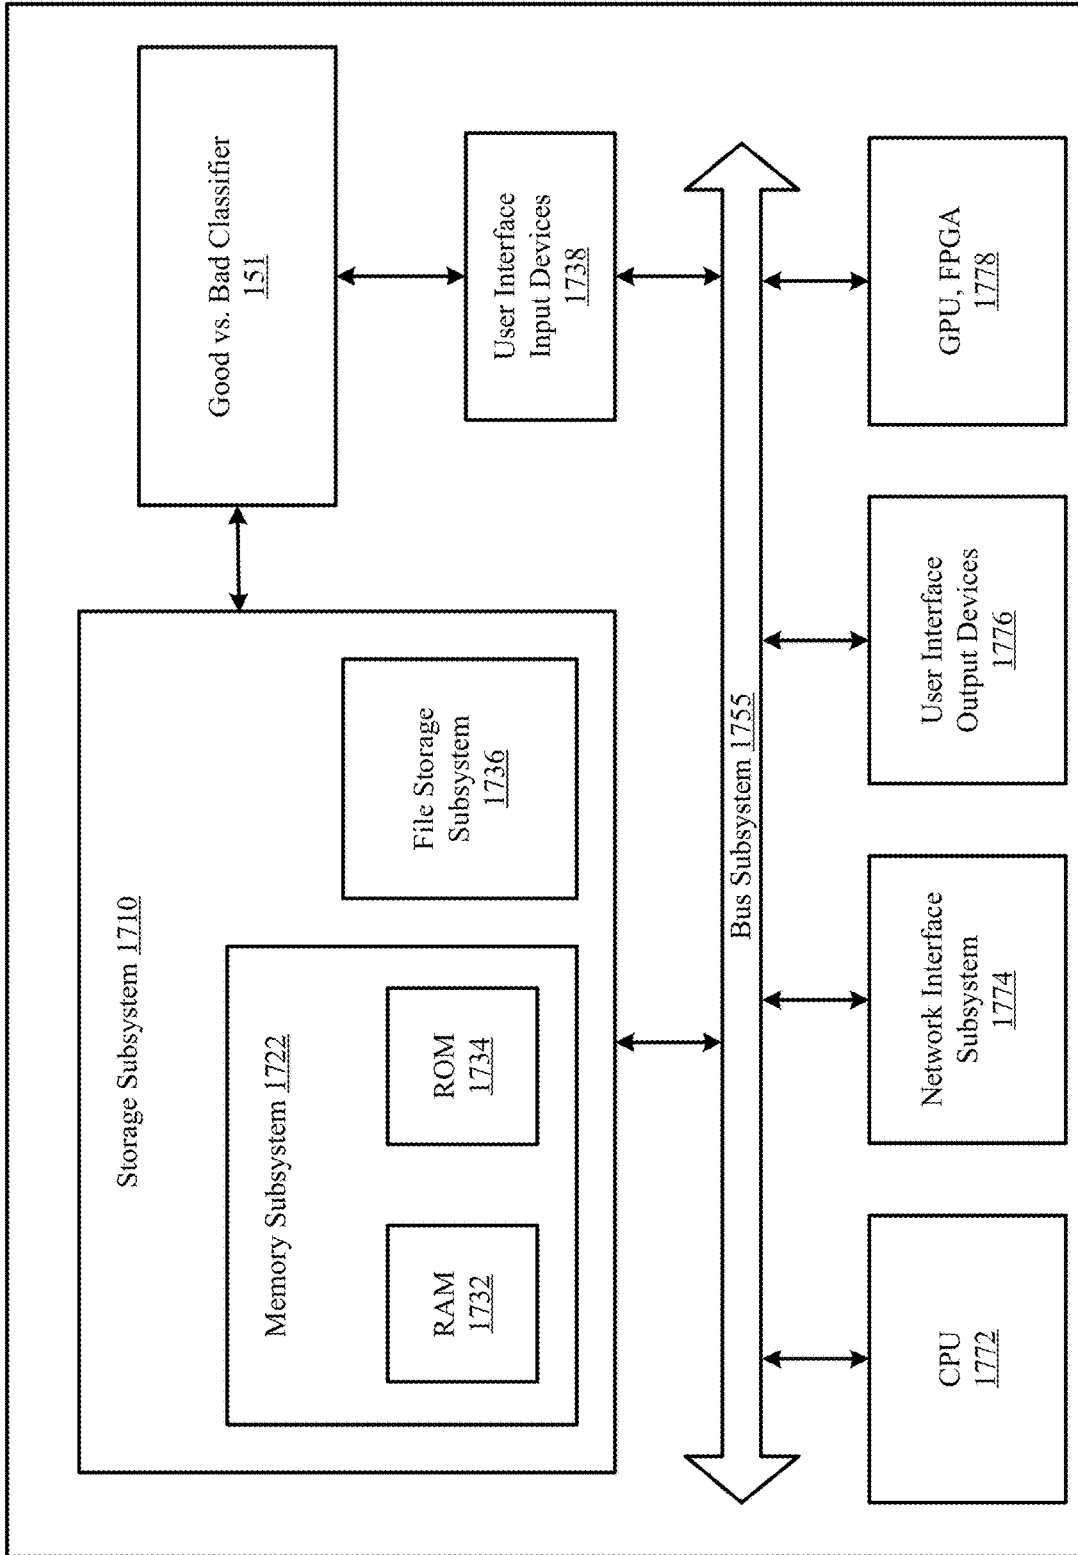 Storage Subsystem 1710
Memory Subsystem 1722
RAM
1732
ROM
1734
File Storage
Subsystem
1736
Good vs. Bad Classifier
151
User Interface
Input Devices
1738
Bus Subsystem 1755
CPU
1772
Network Interface
Subsystem
1774
User Interface
Output Devices
1776
GPU, FPGA
1778